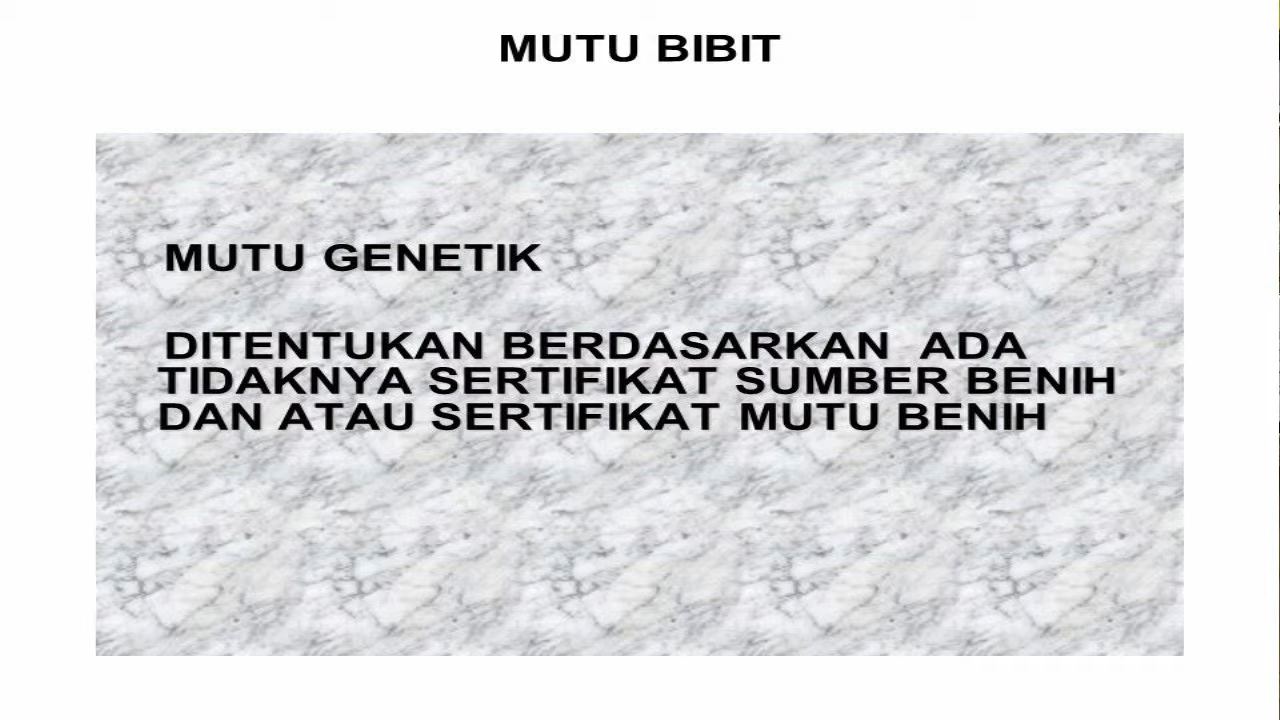 MUTU BIBIT
MUTU GENETIK
DITENTUKAN BERDASARKAN ADA
TIDAKNYA SERTIFIKAT SUMBER BENIH
DAN ATAU SERTIFIKAT MUTU BENIH